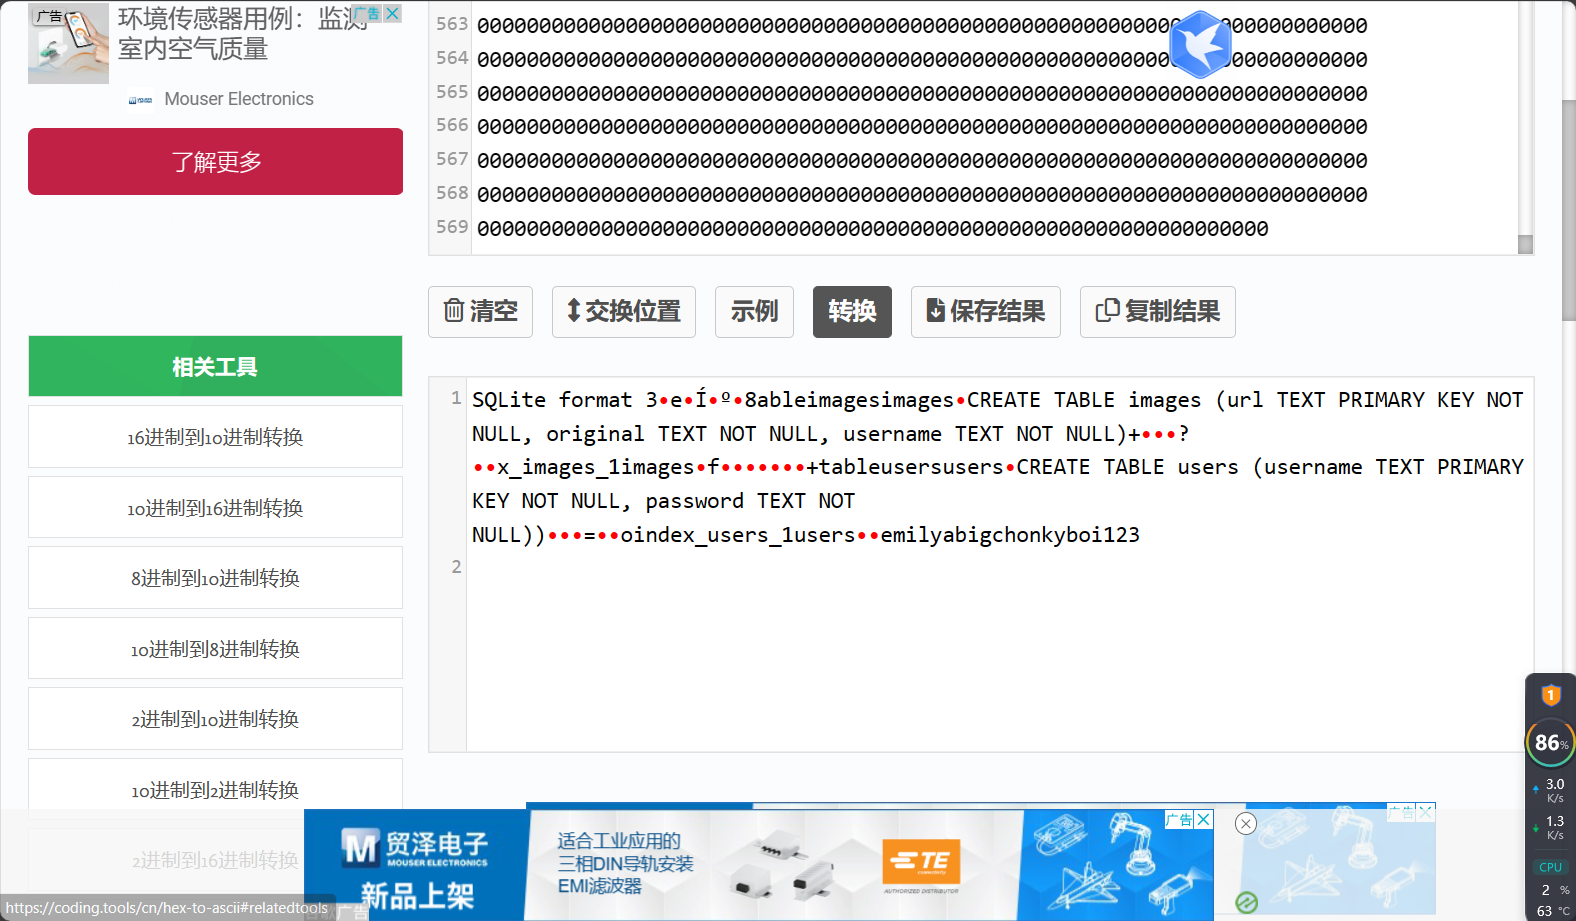 广告
环境传感器用例：监测
室内空气质量
广告
Mouser Electronics
了解更多
相关工具
16进制到10进制转换
10进制到16进制转换
8进制到10进制转换
10进制到8进制转换
2进制到10进制转换
10进制到2进制转换
2进制到16进制转换
563
564
565
566 000000000000000000000000000000000000000000000000000000000000000000000000
567 000000000000000000000000000000000000000000000000000000000000000000000000
568 000000000000000000000000000000000000000000000000000000000000000000000000
569 0000000000000000000000000000000000000000000000000000000000000000
清空
交换位置
示例
转换
保存结果
复制结果
1 SQLite format 3•e•Í•º•8ableimagesimages•CREATE TABLE images (url TEXT PRIMARY KEY NOT
NULL, original TEXT NOT NULL, username TEXT NOT NULL)+•••?
••x_images_1images•f•••••••+tableusersusers•CREATE TABLE users (username TEXT PRIMARY
KEY NOT NULL, password TEXT NOT
NULL))•••=••oindex_users_1users••emilyabigchonkyboi123
2
1
86%
3.0
K/s
1.3
K/s
CPU
2 %
63 °C
贸泽电子
MOUSER ELECTRONICS
新品上架
适合工业应用的
三相DIN导轨安装
EMI滤波器
TE
connectivity
AUTHORIZED DISTRIBUTOR
广告
广告
https://coding.tools/cn/hex-to-ascii#relatedtools